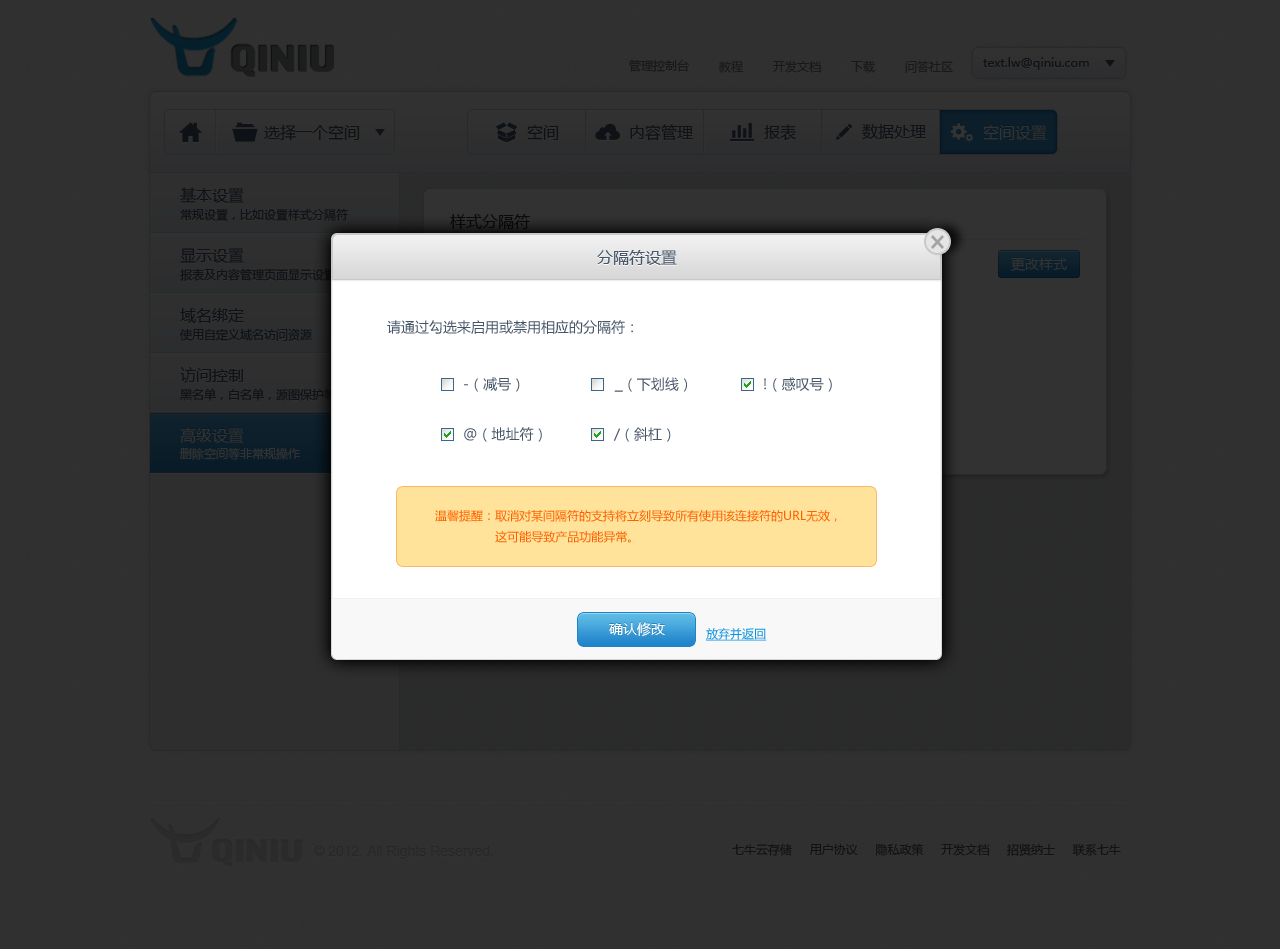 QINIU
管理控制台 教程 开发文档 下载 问答社区 text.lw@qiniu.com
选择一个空间 空间 内容管理 报表 数据处理 空间设置
基本设置
常规设置，比如设置样式分隔符
样式分隔符
显示设置
报表及内容管理页面显示设
更改样式
域名绑定
使用自定义域名访问资源
访问控制
黑名单，白名单，源图保护
高级设置
删除空间等非常规操作
分隔符设置
请通过勾选来启用或禁用相应的分隔符：
-（减号） _（下划线） !（感叹号）
@（地址符） /（斜杠）
温馨提醒：取消对某间隔符的支持将立刻导致所有使用该连接符的URL无效，
这可能导致产品功能异常。
确认修改 放弃并返回
QINIU © 2012. All Rights Reserved.
七牛云存储 用户协议 隐私政策 开发文档 招贤纳士 联系七牛